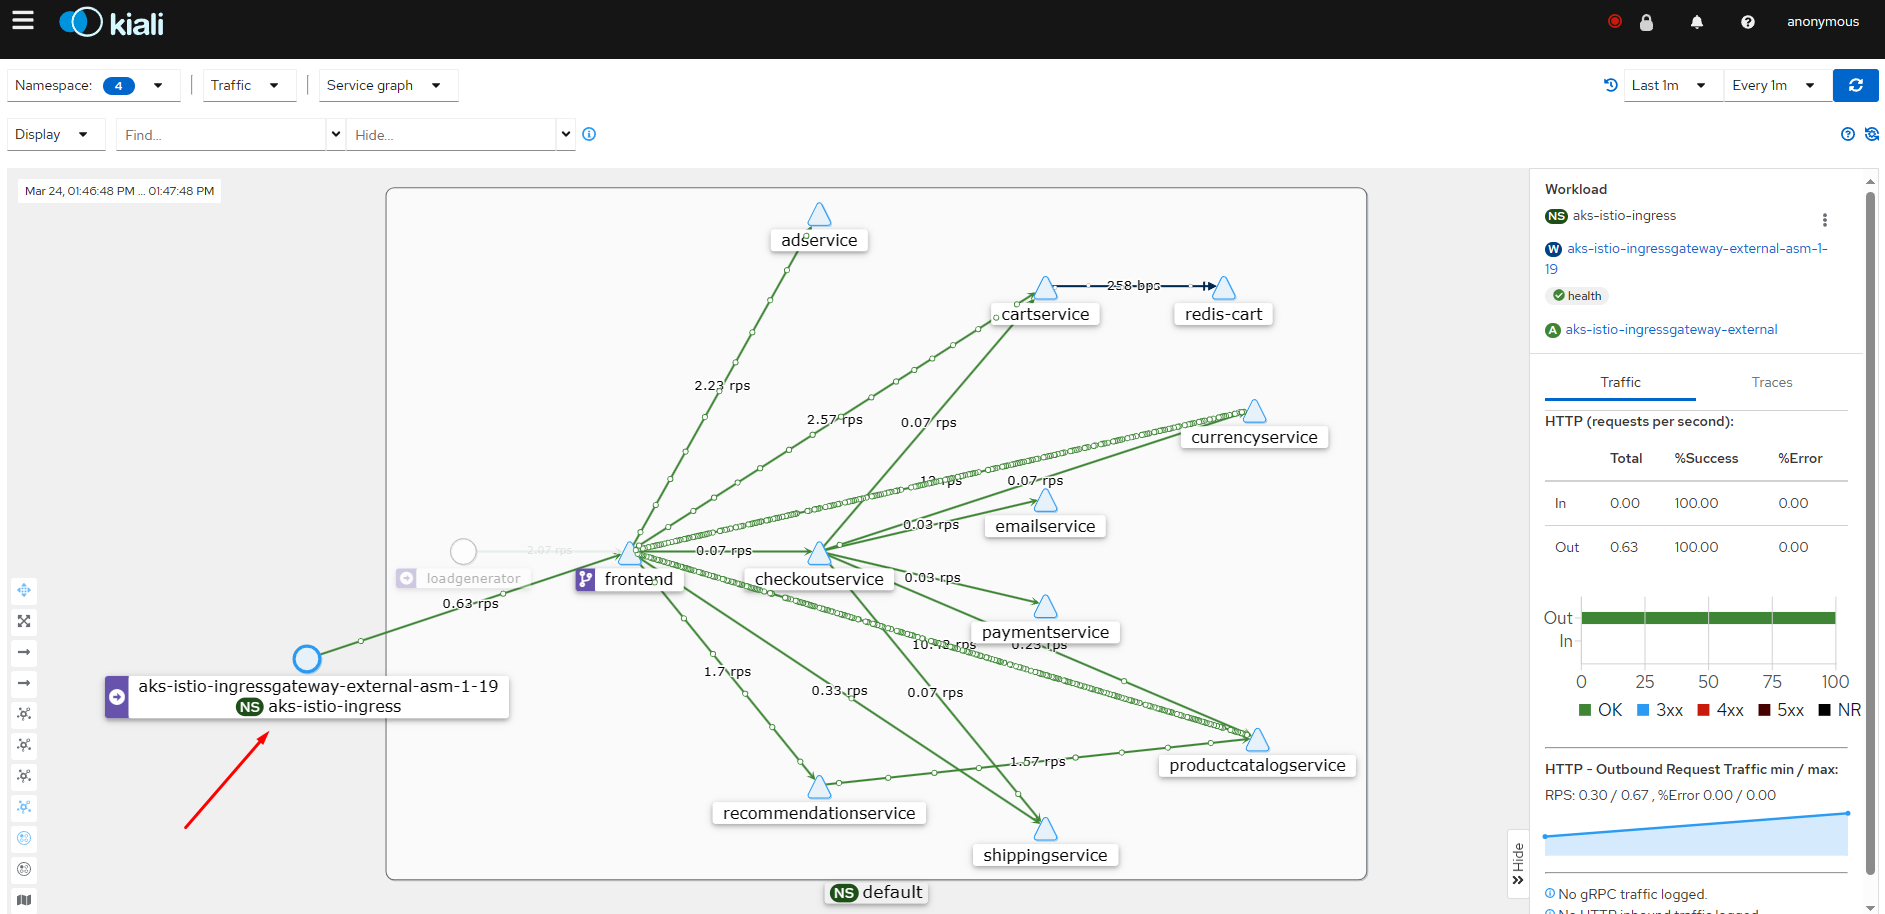 kiali
anonymous
Namespace: 4
Traffic
Service graph
Last 1m
Every 1m
Display
Find...
Hide...
Mar 24, 01:46:48 PM ... 01:47:48 PM
adservice
258 bps
cartservice
redis-cart
2.23 rps
2.57 rps
0.07 rps
currencyservice
0.07 rps
0.03 rps
emailservice
2.07 rps
0.07 rps
loadgenerator
frontend
checkoutservice
0.03 rps
0.63 rps
paymentservice
0.23 rps
1.7 rps
0.33 rps
0.07 rps
aks-istio-ingressgateway-external-asm-1-19
NS aks-istio-ingress
1.57 rps
productcatalogservice
recommendationservice
shippingservice
NS default
Hide
Workload
NS aks-istio-ingress
W aks-istio-ingressgateway-external-asm-1-
19
health
A aks-istio-ingressgateway-external
Traffic Traces
HTTP (requests per second):
Total %Success %Error
In 0.00 100.00 0.00
Out 0.63 100.00 0.00
Out
In
0 25 50 75 100
OK 3xx 4xx 5xx NR
HTTP - Outbound Request Traffic min / max:
RPS: 0.30 / 0.67 , %Error 0.00 / 0.00
No gRPC traffic logged.
No HTTP inbound traffic logged